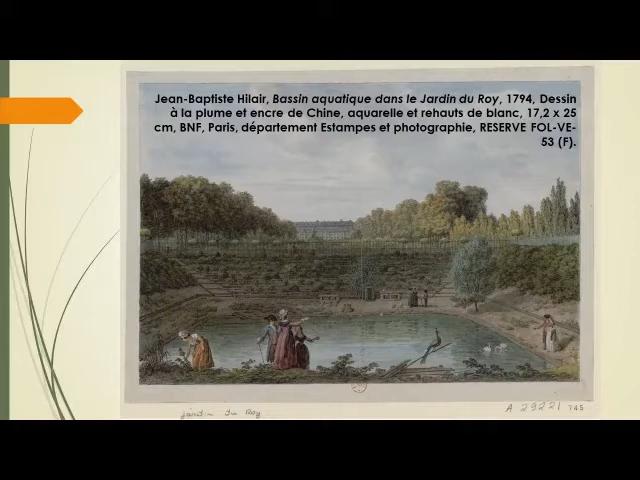 Jean-Baptiste Hilair, Bassin aquatique dans le Jardin du Roy, 1794, Dessin
à la plume et encre de Chine, aquarelle et rehauts de blanc, 17,2 x 25
cm, BNF, Paris, département Estampes et photographie, RESERVE FOL-VE-
53 (F).
Jardin du Roy
A 29221 745